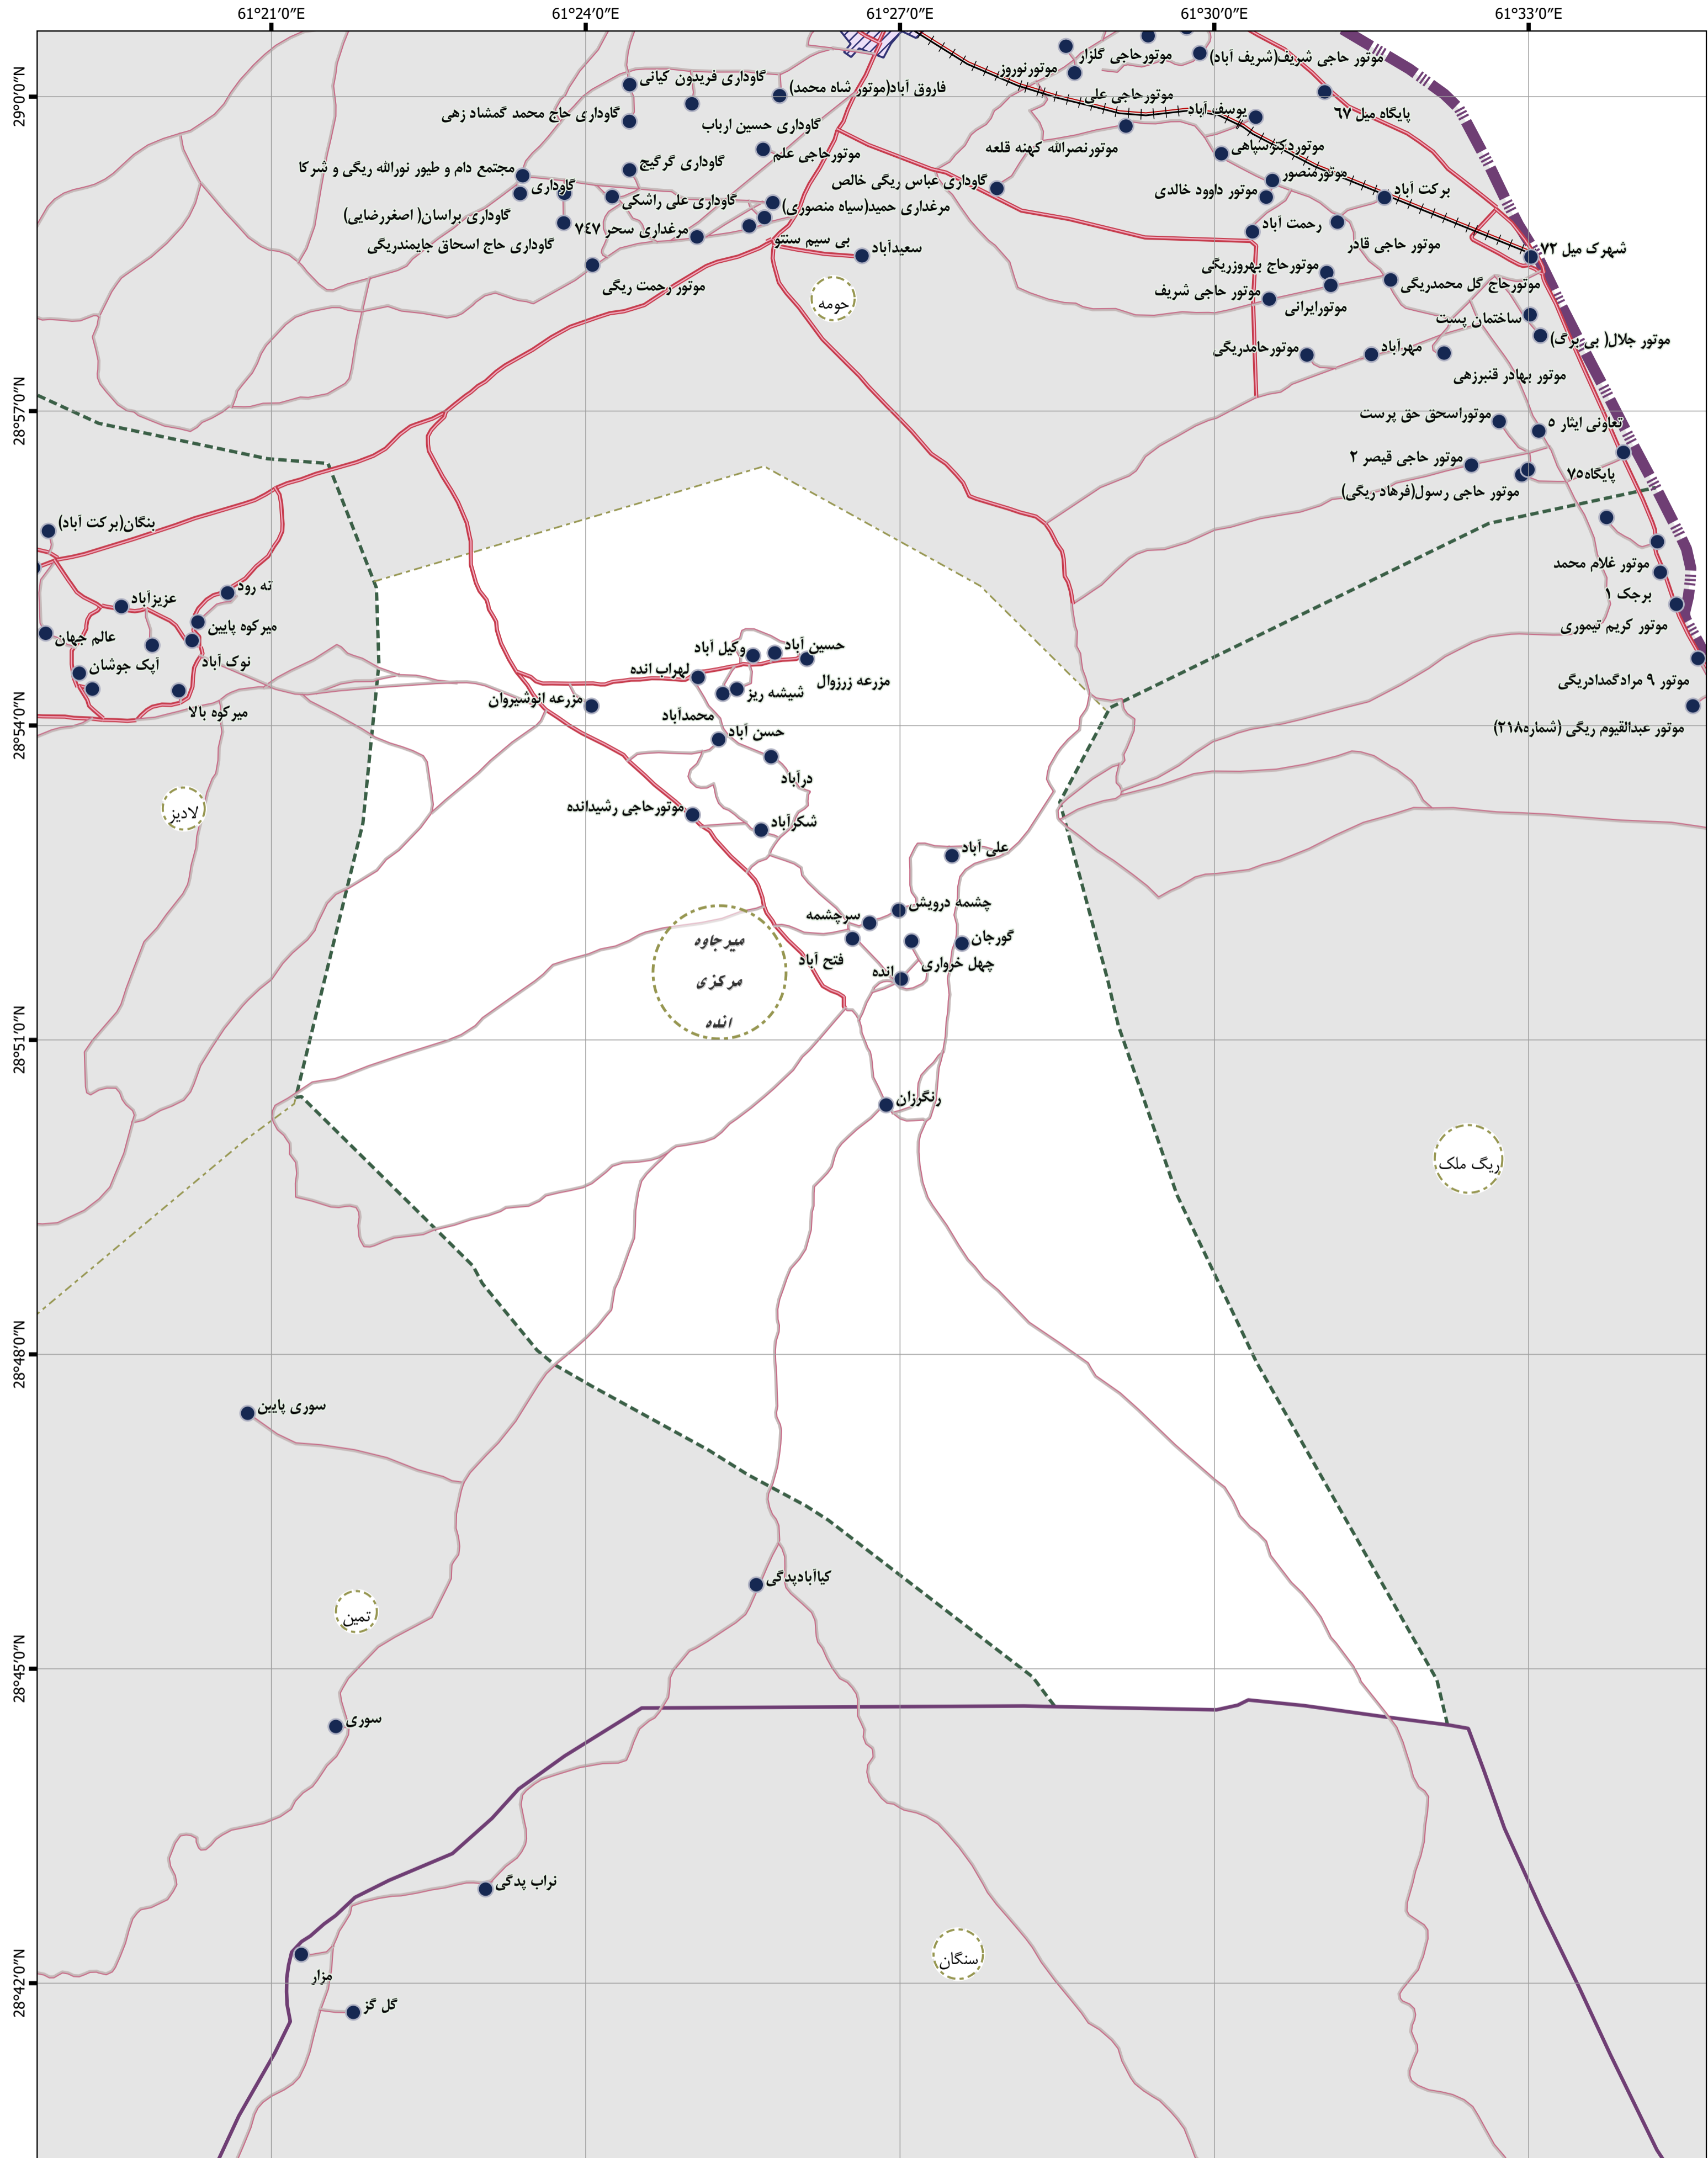 61°21′0″E
61°24′0″E
61°27′0″E
61°30′0″E
61°33′0″E
29°0′0″N
28°57′0″N
28°54′0″N
28°51′0″N
28°48′0″N
28°45′0″N
28°42′0″N
موتورحاجی گلزار
موتور حاجی شریف(شریف آباد)
موتورنوروز
گاوداری فریدون کیانی
فاروق آباد(موتور شاه محمد)
موتورحاجی علی
یوسف آباد
پایگاه میل ٦٧
گاوداری حاج محمد گمشاد زهی
گاوداری حسین ارباب
موتورنصرالله کهنه قلعه
موتوردکترسپاهی
موتورحاجی علم
گاوداری گرگیج
مجتمع دام و طیور نورالله ریگی و شرکا
گاوداری عباس ریگی خالص
موتورمنصور
موتور داوود خالدی
برکت آباد
گاوداری
گاوداری علی راشکی
مرغداری حمید(سیاه منصوری)
گاوداری براسان( اصغررضایی)
مرغداری سحر ٧٤٧
رحمت آباد
گاوداری حاج اسحاق جایمندریگی
بی سیم سنتو
سعیدآباد
موتور حاجی قادر
شهرک میل ٧٢
موتورحاج بهروزریگی
موتور رحمت ریگی
حومه
موتور حاجی شریف
موتورایرانی
موتورحاج گل محمدریگی
ساختمان پست
موتور جلال( بی برگ)
موتورحامدریگی
مهرآباد
موتور بهادر قنبرزهی
موتوراسحق حق پرست
تعاونی ایثار ٥
موتور حاجی قیصر ٢
پایگاه٧٥
موتور حاجی رسول(فرهاد ریگی)
بنگان(برکت آباد)
موتور غلام محمد
ته رود
عزیزآباد
برجک ١
میرکوه پایین
عالم جهان
موتور کریم تیموری
نوک آباد
آپک جوشان
وکیل آباد
حسین آباد
لهراب انده
مزرعه زرزوال
شیشه ریز
مزرعه انوشیروان
موتور ٩ مرادگمدادریگی
میرکوه بالا
محمدآباد
حسن آباد
موتور عبدالقیوم ریگی (شماره٢١٨)
درآباد
لادیز
موتورحاجی رشیدانده
شکرآباد
علی آباد
چشمه درویش
سرچشمه
میرجاوه
مرکزی
انده
گورجان
فتح آباد
انده
چهل خرواری
رنگرزان
ریگ ملک
سوری پایین
کیاآبادپدگی
تمین
سوری
نراب پدگی
سنگان
مزار
گل گز